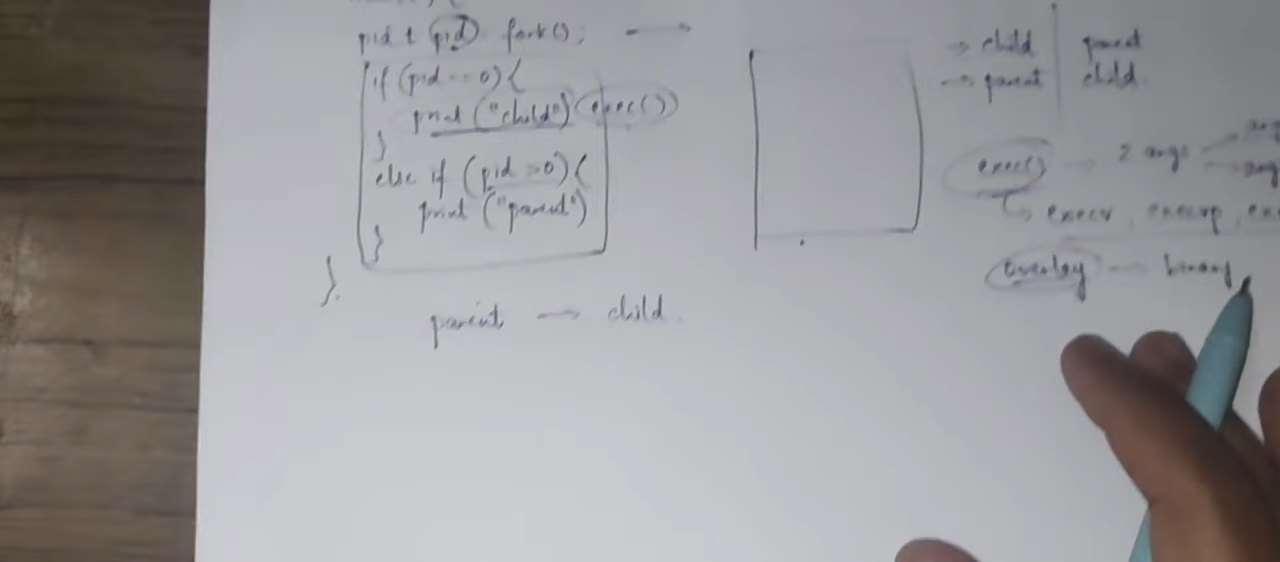 pid t pid fork();
if (pid == 0) {
print ("child") exec()
}
else if (pid >0) {
print ("parent")
}
}.
parent → child.
→ child parent
→ parent child
exec() → 2 args
→ execv, execvp,
overlay → binary